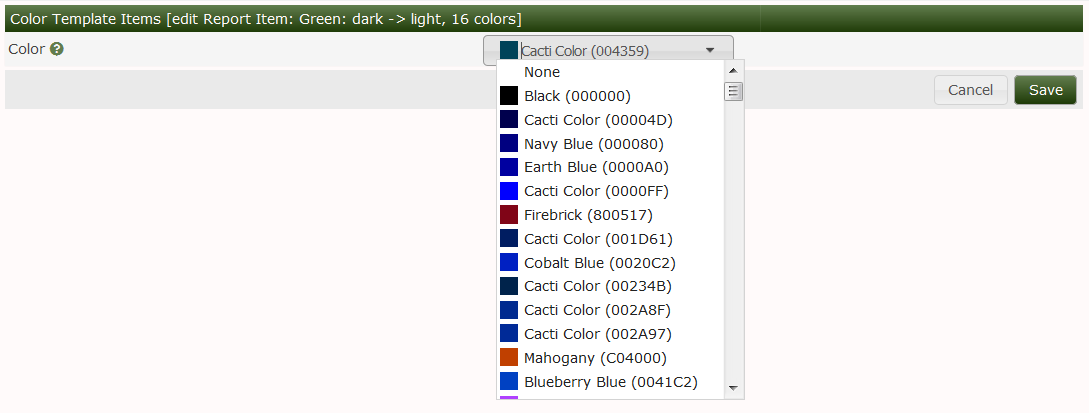 Color Template Items [edit Report Item: Green: dark -> light, 16 colors]
Color ?
Cacti Color (004359)
None
Black (000000)
Cacti Color (00004D)
Navy Blue (000080)
Earth Blue (0000A0)
Cacti Color (0000FF)
Firebrick (800517)
Cacti Color (001D61)
Cobalt Blue (0020C2)
Cacti Color (00234B)
Cacti Color (002A8F)
Cacti Color (002A97)
Mahogany (C04000)
Blueberry Blue (0041C2)
Cancel
Save